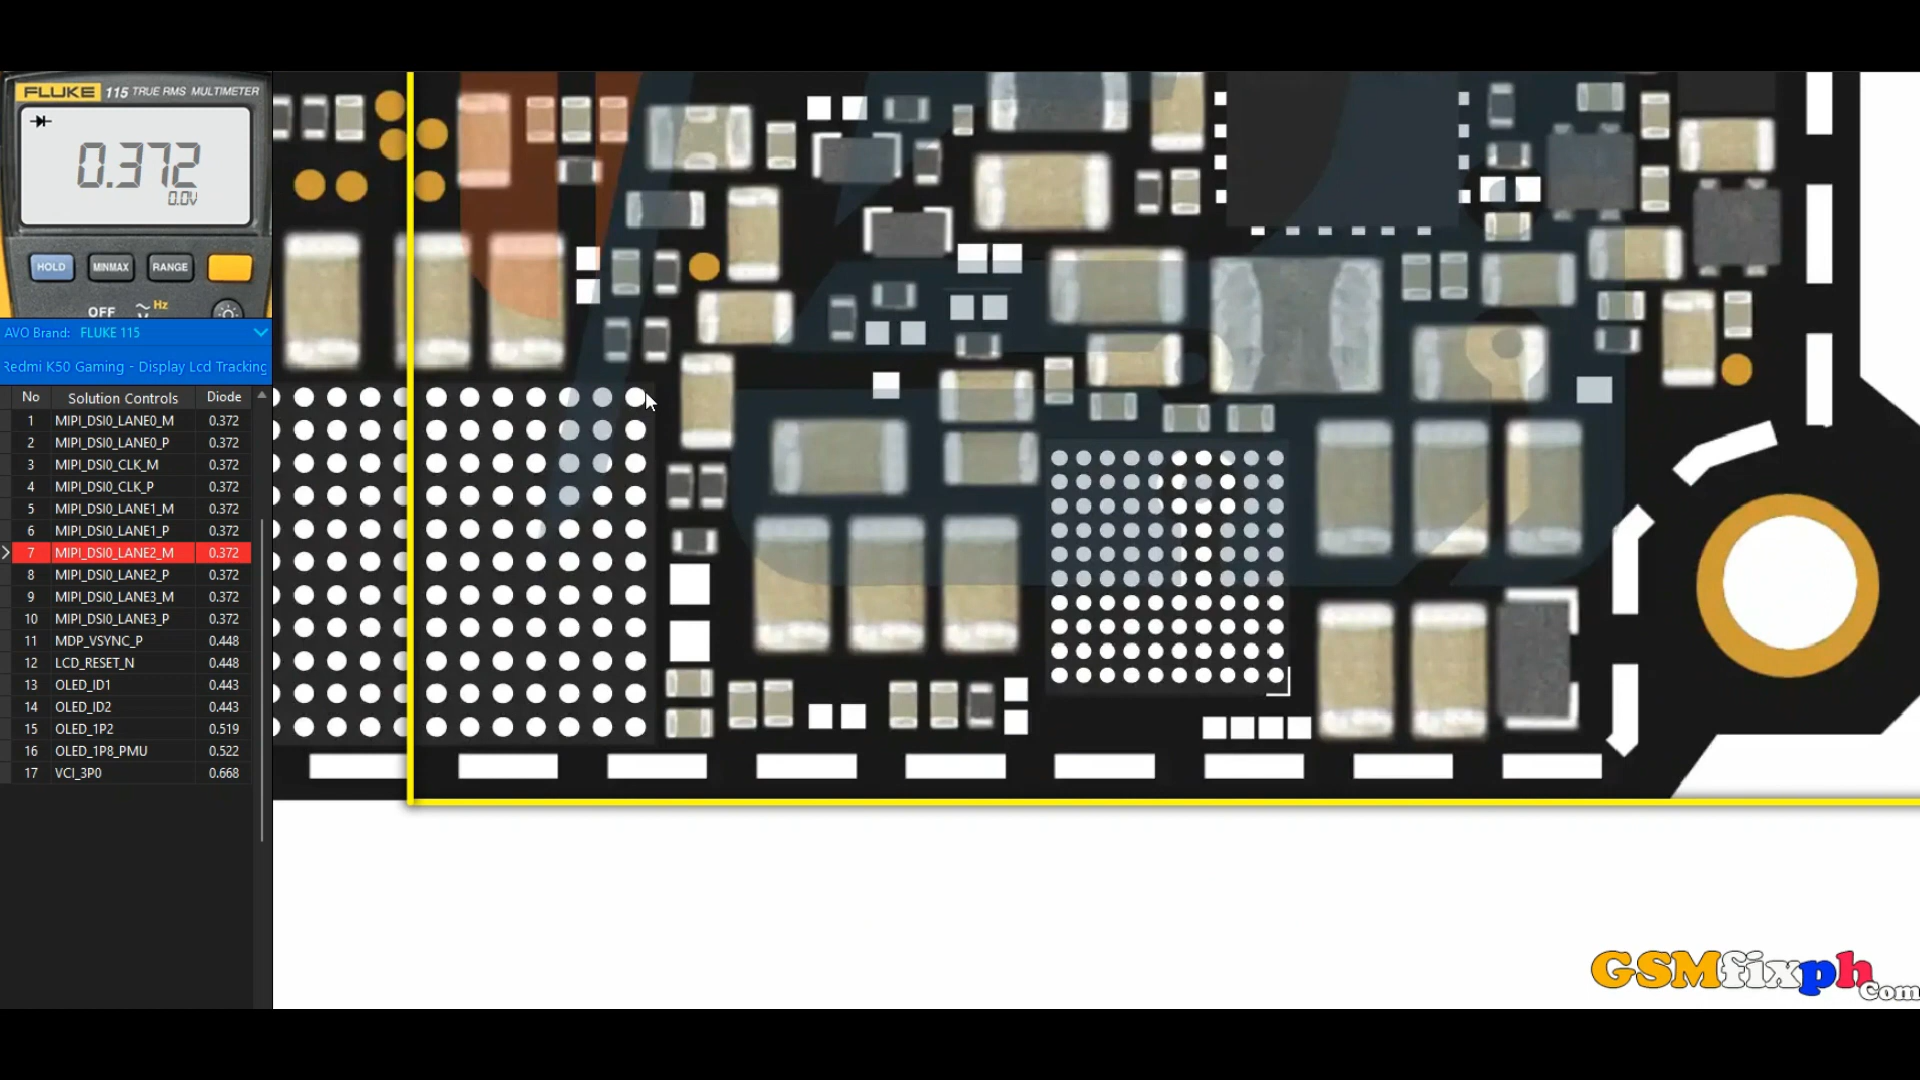 FLUKE 115 TRUE RMS MULTIMETER
0.372
0.0V
HOLD MINMAX RANGE
OFF Hz
AVO Brand: FLUKE 115
Redmi K50 Gaming - Display Lcd Tracking
No Solution Controls Diode
1 MIPI_DSI0_LANE0_M 0.372
2 MIPI_DSI0_LANE0_P 0.372
3 MIPI_DSI0_CLK_M 0.372
4 MIPI_DSI0_CLK_P 0.372
5 MIPI_DSI0_LANE1_M 0.372
6 MIPI_DSI0_LANE1_P 0.372
7 MIPI_DSI0_LANE2_M 0.372
8 MIPI_DSI0_LANE2_P 0.372
9 MIPI_DSI0_LANE3_M 0.372
10 MIPI_DSI0_LANE3_P 0.372
11 MDP_VSYNC_P 0.448
12 LCD_RESET_N 0.448
13 OLED_ID1 0.443
14 OLED_ID2 0.443
15 OLED_1P2 0.519
16 OLED_1P8_PMU 0.522
17 VCI_3P0 0.668
GSMfixph
Com